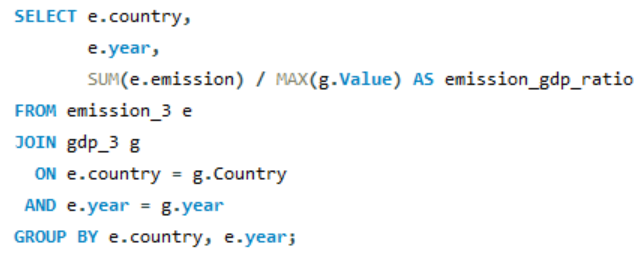 SELECT e.country,
e.year,
SUM(e.emission) / MAX(g.Value) AS emission_gdp_ratio
FROM emission_3 e
JOIN gdp_3 g
ON e.country = g.Country
AND e.year = g.year
GROUP BY e.country, e.year;